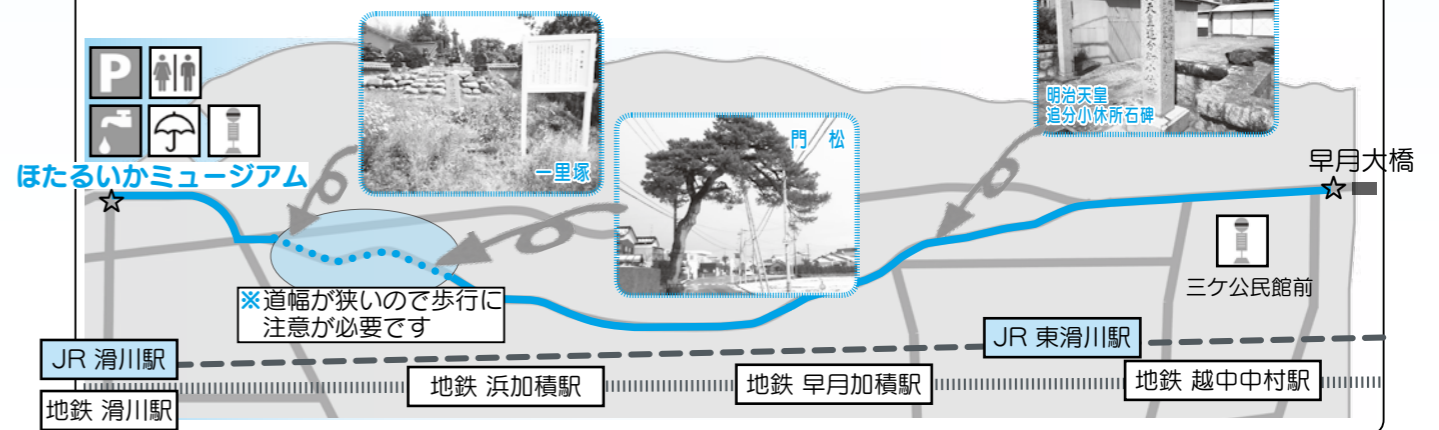 P
ほたるいかミュージアム
一里塚
門 松
明治天皇
追分小休所石碑
早月大橋
三ケ公民館前
※道幅が狭いので歩行に
注意が必要です
JR 滑川駅
JR 東滑川駅
地鉄 滑川駅
地鉄 浜加積駅
地鉄 早月加積駅
地鉄 越中中村駅